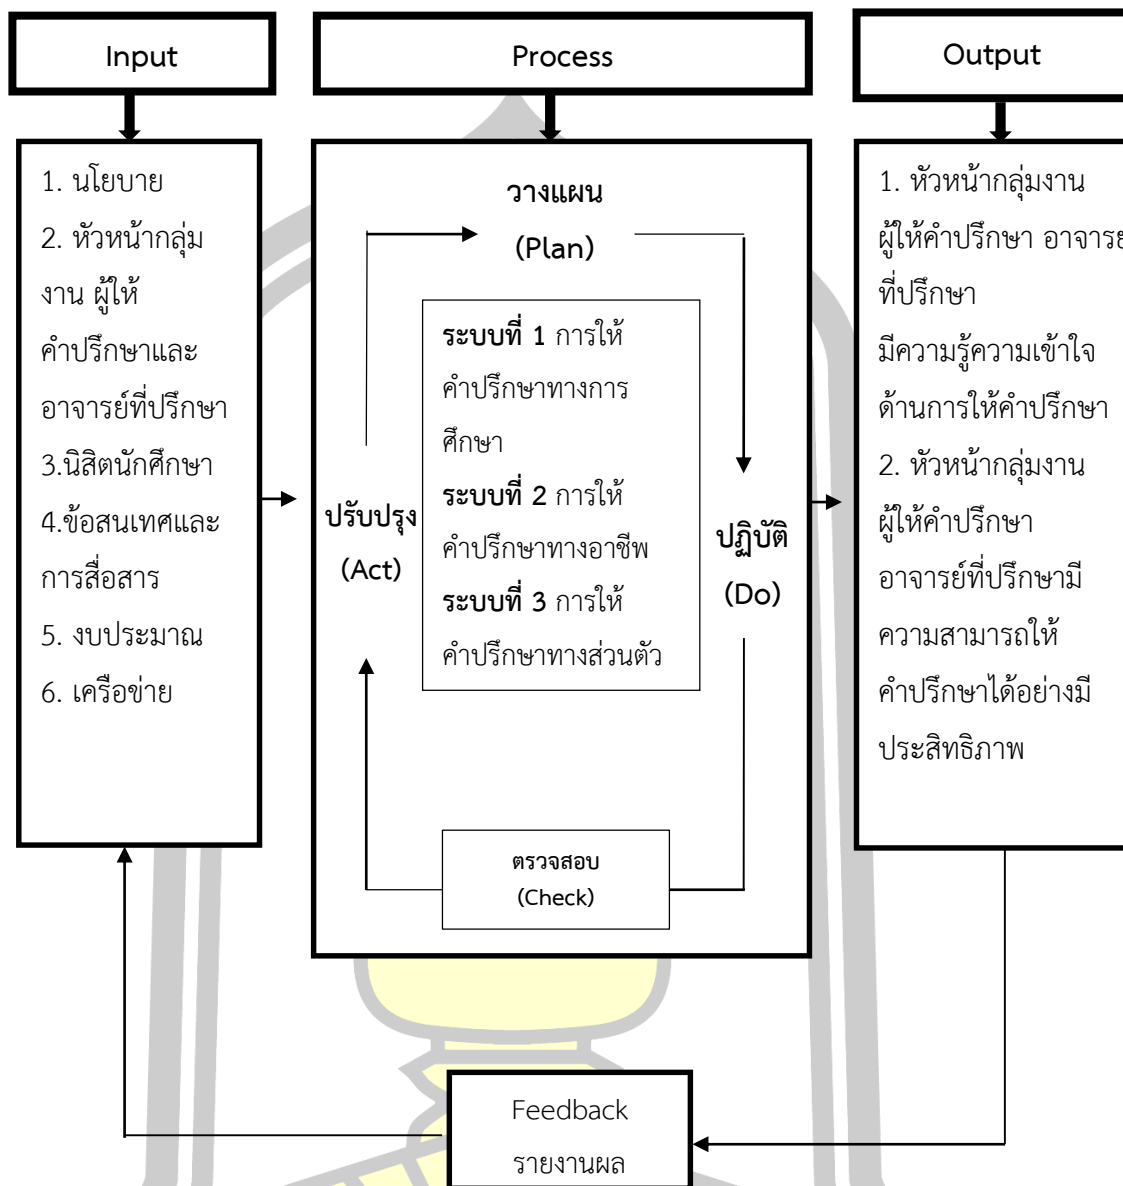 Input
Process
Output
1. นโยบาย
2. หัวหน้ากลุ่ม
งาน ผู้ให้
คำปรึกษาและ
อาจารย์ที่ปรึกษา
3.นิสิตนักศึกษา
4.ข้อสนเทศและ
การสื่อสาร
5. งบประมาณ
6. เครือข่าย
วางแผน
(Plan)
ระบบที่ 1 การให้
คำปรึกษาทางการ
ศึกษา
ระบบที่ 2 การให้
คำปรึกษาทางอาชีพ
ระบบที่ 3 การให้
คำปรึกษาทางส่วนตัว
ปรับปรุง
(Act)
ปฏิบัติ
(Do)
ตรวจสอบ
(Check)
1. หัวหน้ากลุ่มงาน
ผู้ให้คำปรึกษา อาจารย์
ที่ปรึกษา
มีความรู้ความเข้าใจ
ด้านการให้คำปรึกษา
2. หัวหน้ากลุ่มงาน
ผู้ให้คำปรึกษา
อาจารย์ที่ปรึกษามี
ความสามารถให้
คำปรึกษาได้อย่างมี
ประสิทธิภาพ
Feedback
รายงานผล